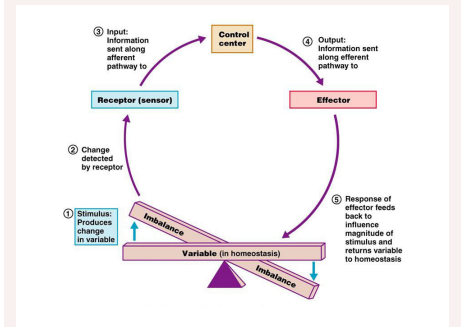 ③ Input:
Information
sent along
afferent
pathway to
Control
center
④ Output:
Information sent
along efferent
pathway to
Receptor (sensor)
Effector
② Change
detected
by receptor
① Stimulus:
Produces
change
in variable
Imbalance
Variable (in homeostasis)
Imbalance
⑤ Response of
effector feeds
back to
influence
magnitude of
stimulus and
returns variable
to homeostasis